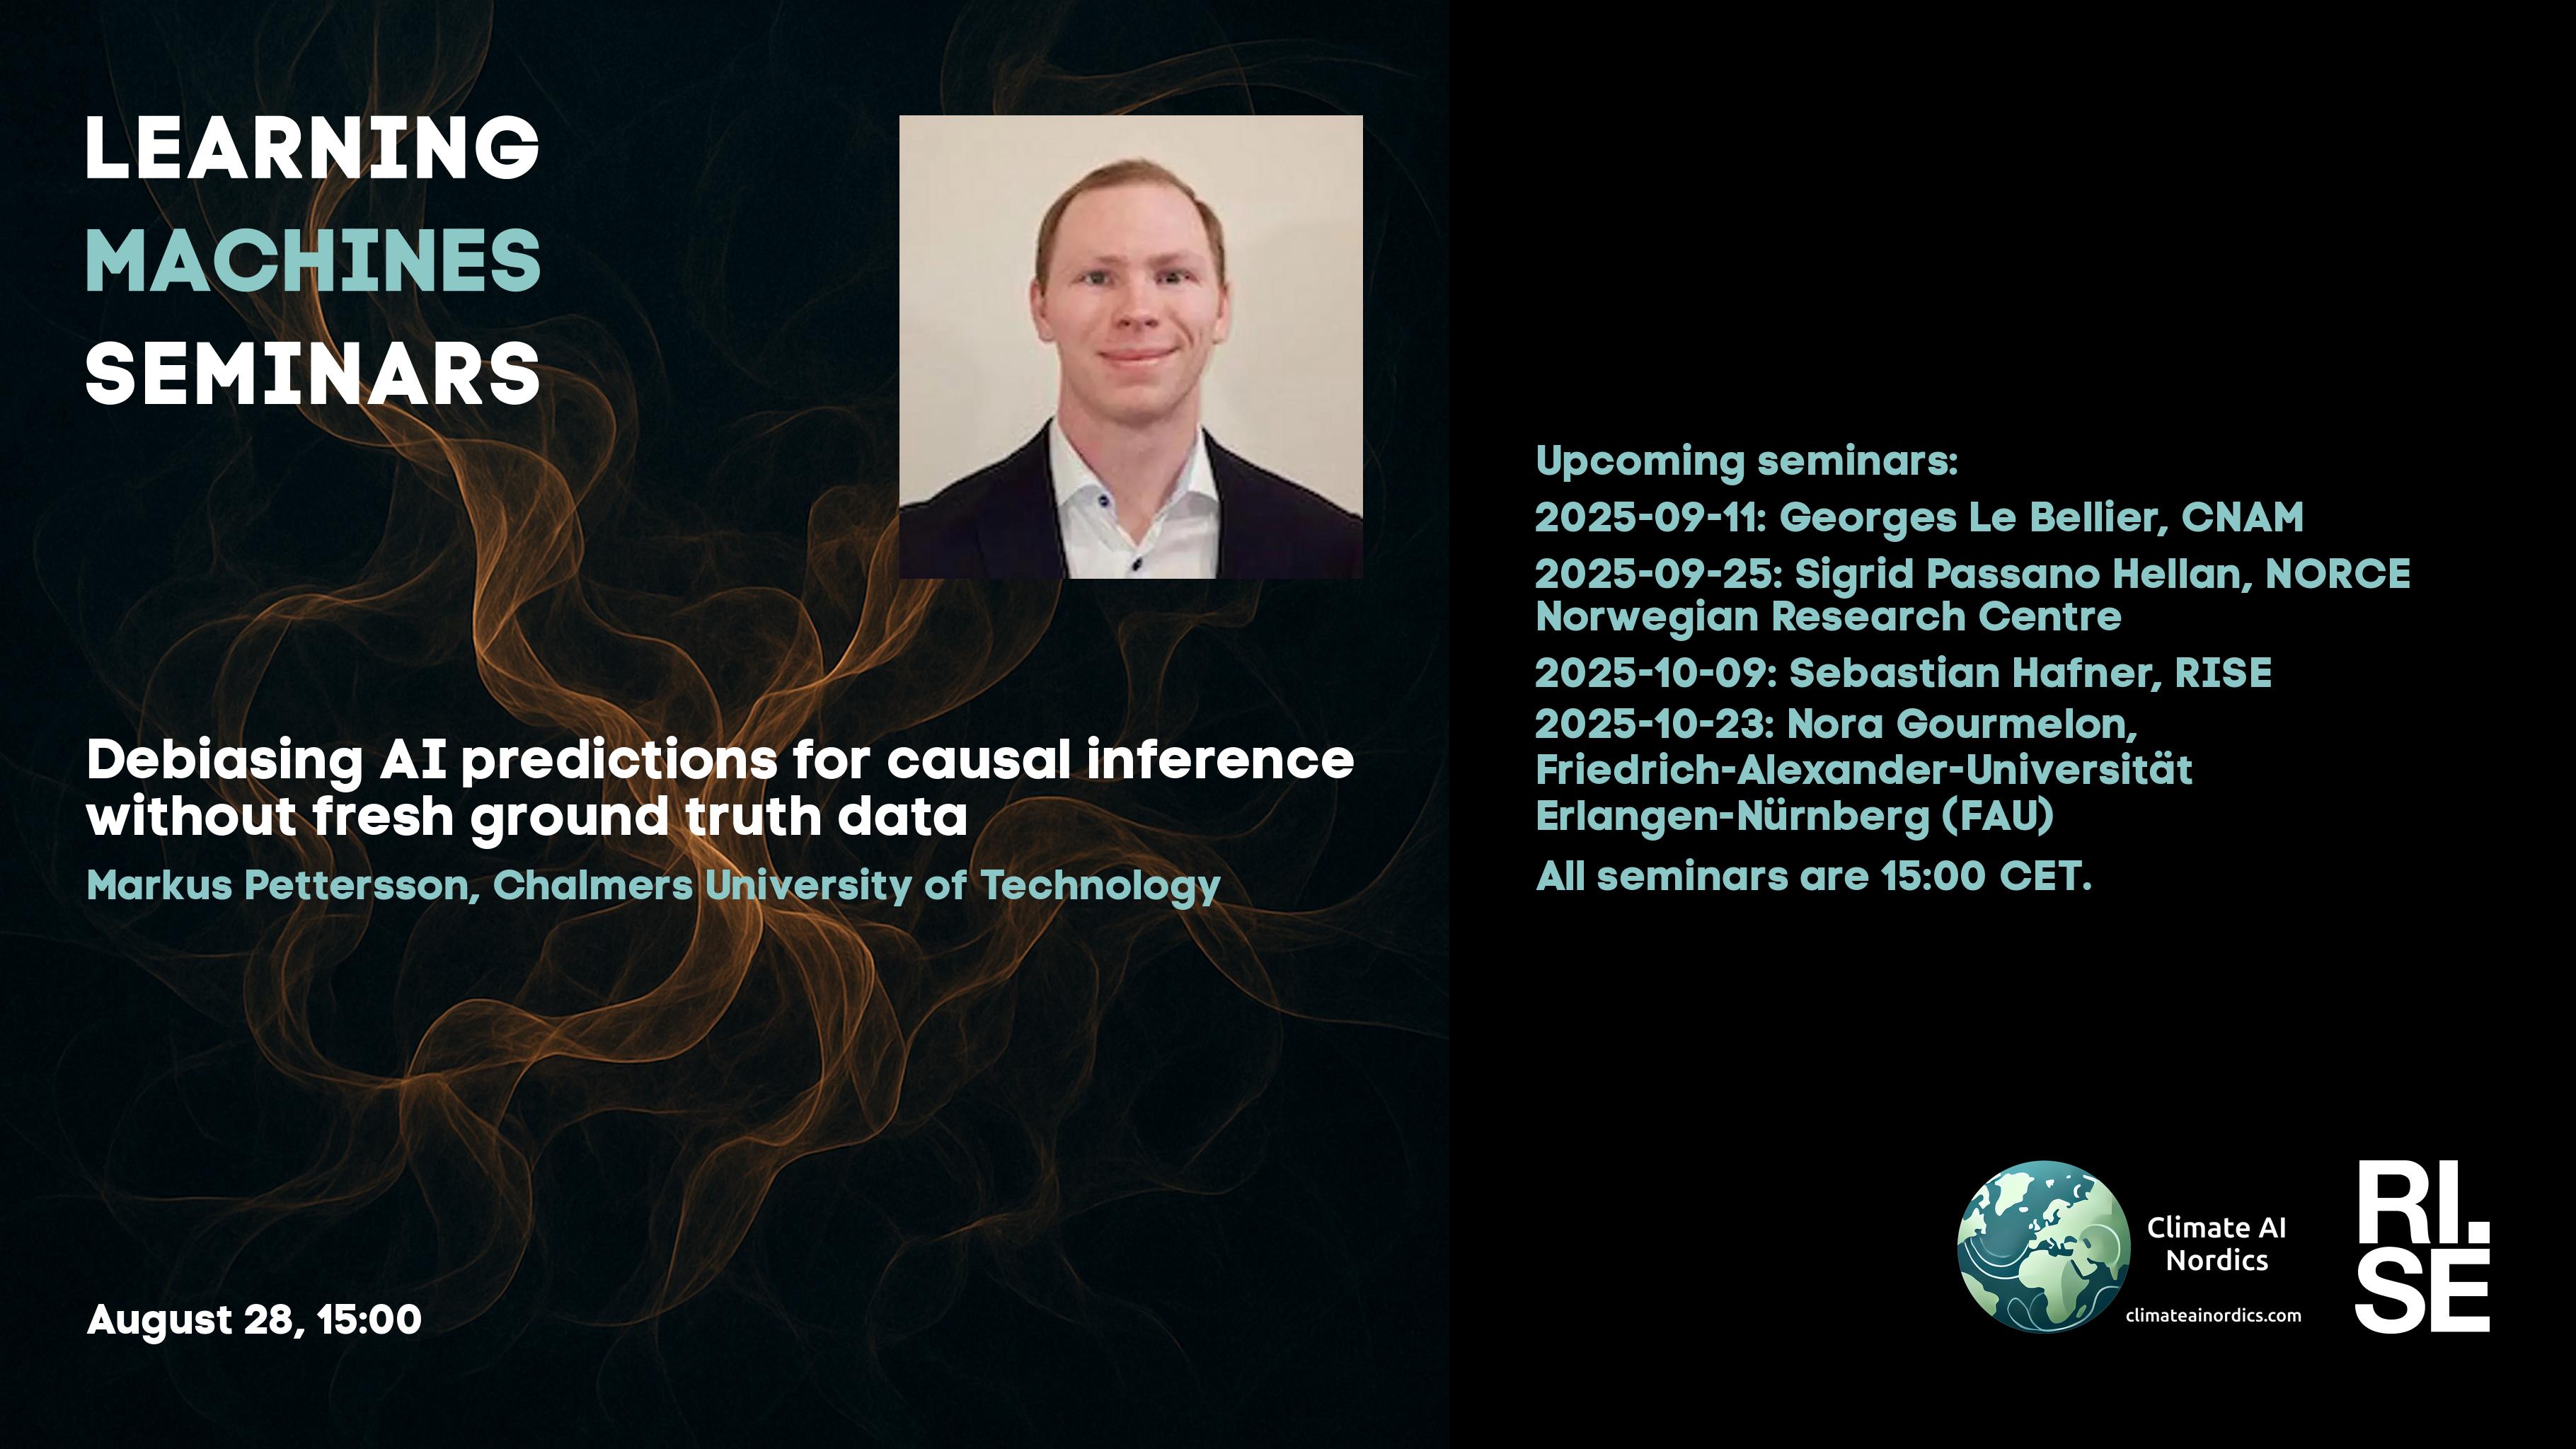 LEARNING
MACHINES
SEMINARS
Debiasing AI predictions for causal inference
without fresh ground truth data
Markus Pettersson, Chalmers University of Technology
August 28, 15:00
Upcoming seminars:
2025-09-11: Georges Le Bellier, CNAM
2025-09-25: Sigrid Passano Hellan, NORCE
Norwegian Research Centre
2025-10-09: Sebastian Hafner, RISE
2025-10-23: Nora Gourmelon,
Friedrich-Alexander-Universität
Erlangen-Nürnberg (FAU)
All seminars are 15:00 CET.
Climate AI
Nordics
climateainordics.com
RI.
SE